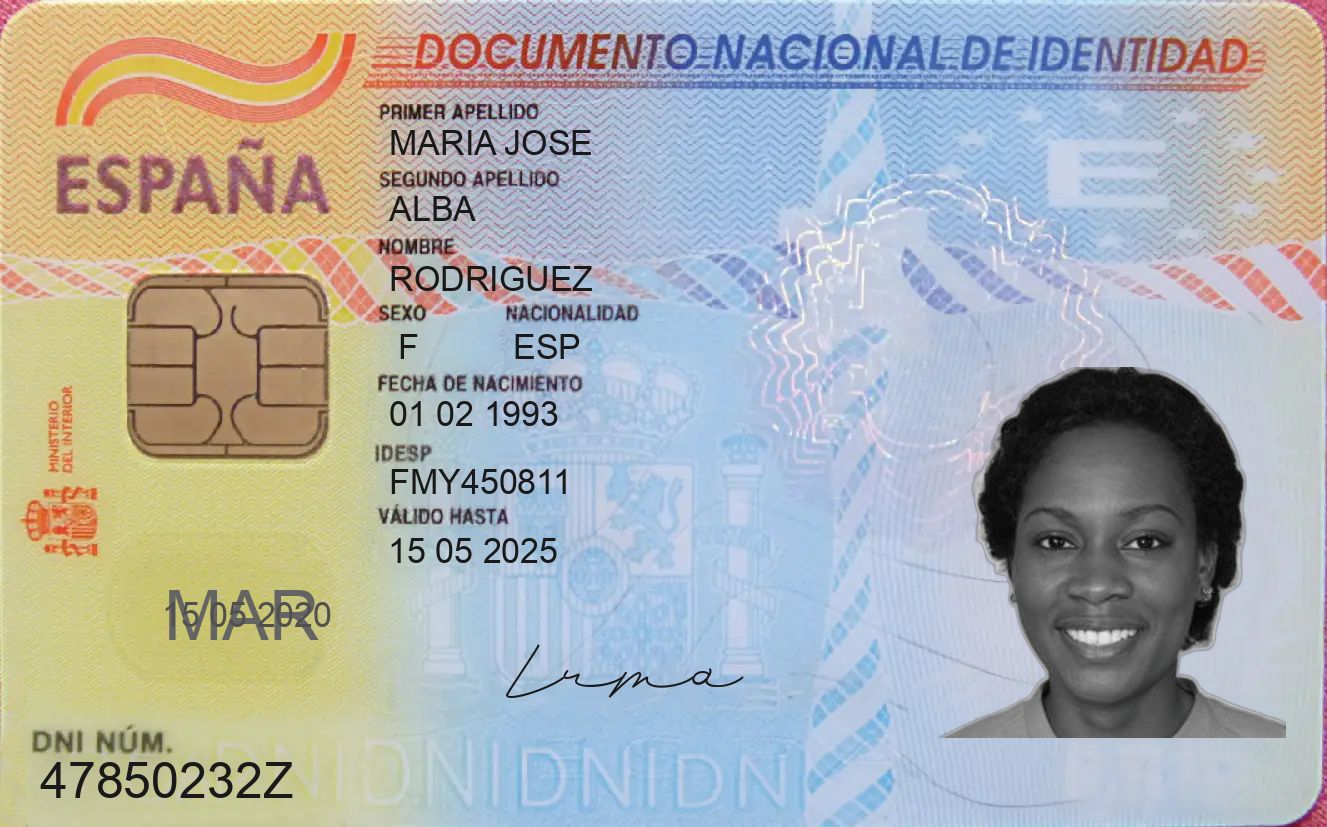 DOCUMENTO NACIONAL DE IDENTIDAD
ESPAÑA
PRIMER APELLIDO
MARIA JOSE
SEGUNDO APELLIDO
ALBA
NOMBRE
RODRIGUEZ
SEXO NACIONALIDAD
F ESP
FECHA DE NACIMIENTO
01 02 1993
IDESP
FMY450811
VÁLIDO HASTA
15 05 2025
MINISTERIO
DEL INTERIOR
E
MAR
15 05 2020
Irma
DNI NÚM.
47850232Z
DNIDNIDNIDN